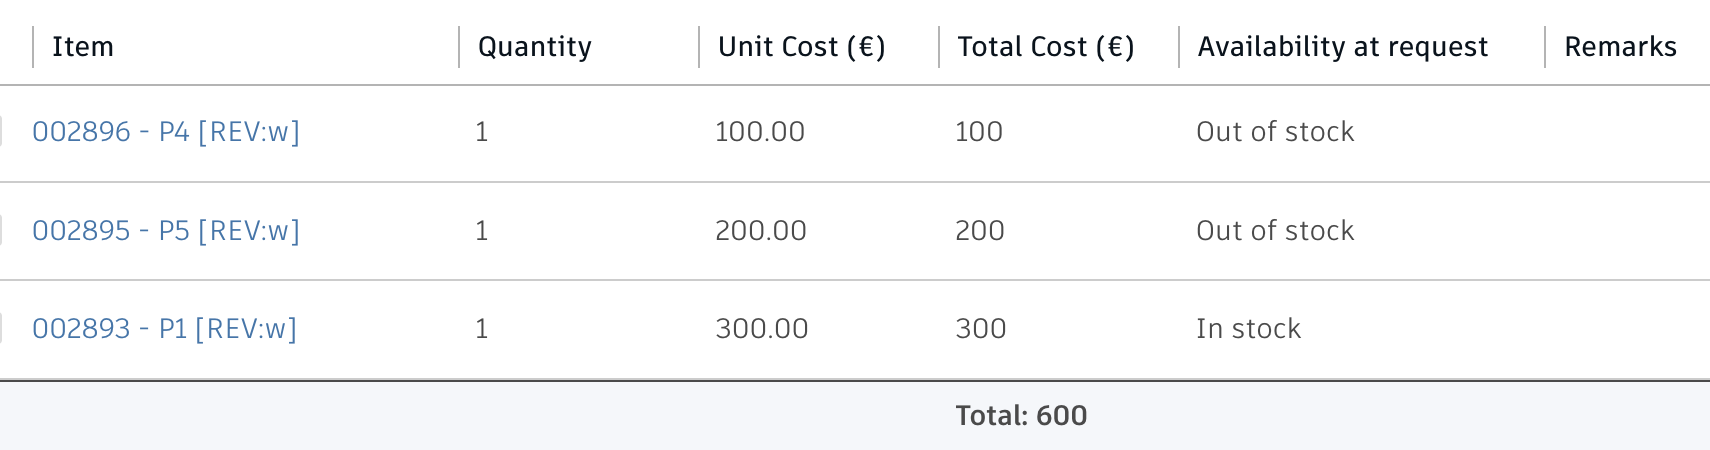 Item Quantity Unit Cost (€) Total Cost (€) Availability at request Remarks
002896 - P4 [REV:w] 1 100.00 100 Out of stock
002895 - P5 [REV:w] 1 200.00 200 Out of stock
002893 - P1 [REV:w] 1 300.00 300 In stock
Total: 600